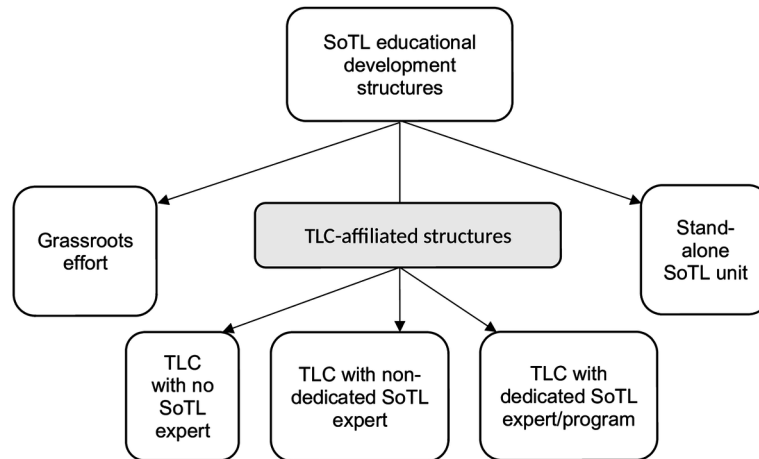 SoTL educational
development
structures
Grassroots
effort
TLC-affiliated structures
Stand-
alone
SoTL unit
TLC
with no
SoTL
expert
TLC with non-
dedicated SoTL
expert
TLC with
dedicated SoTL
expert/program